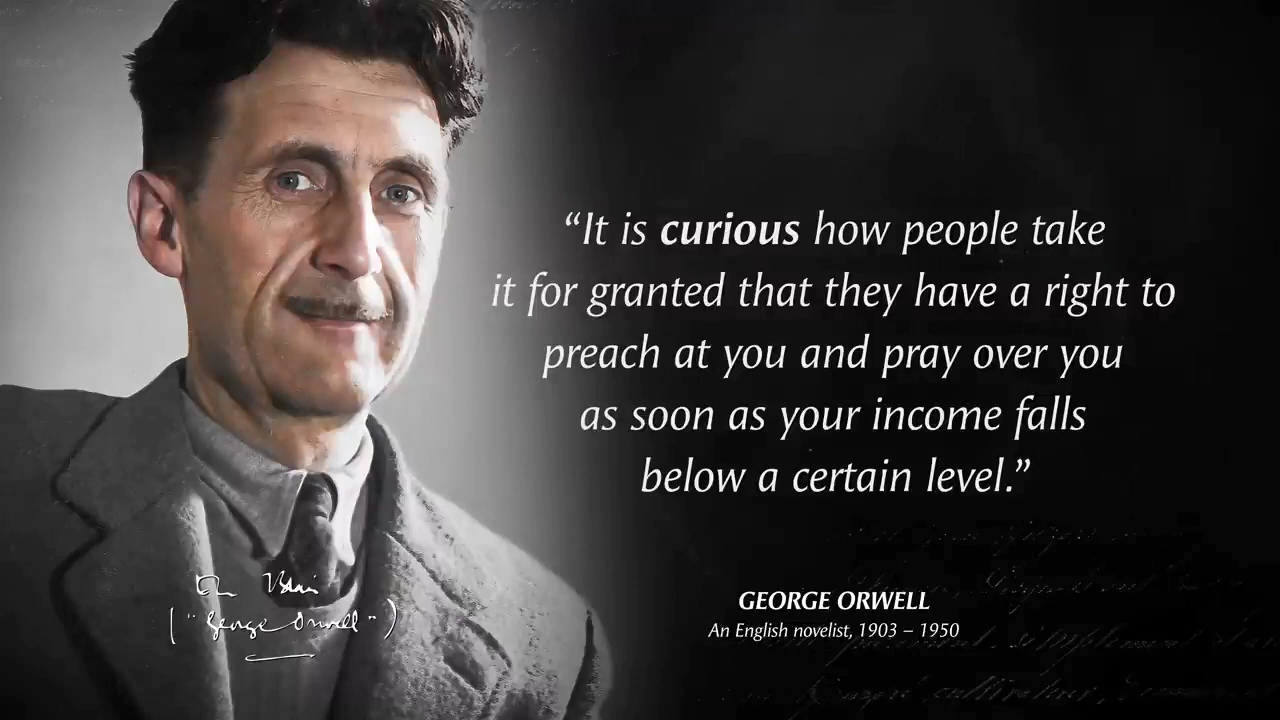 “It is curious how people take
it for granted that they have a right to
preach at you and pray over you
as soon as your income falls
below a certain level.”
GEORGE ORWELL
An English novelist, 1903 – 1950
Blair
("George Orwell")